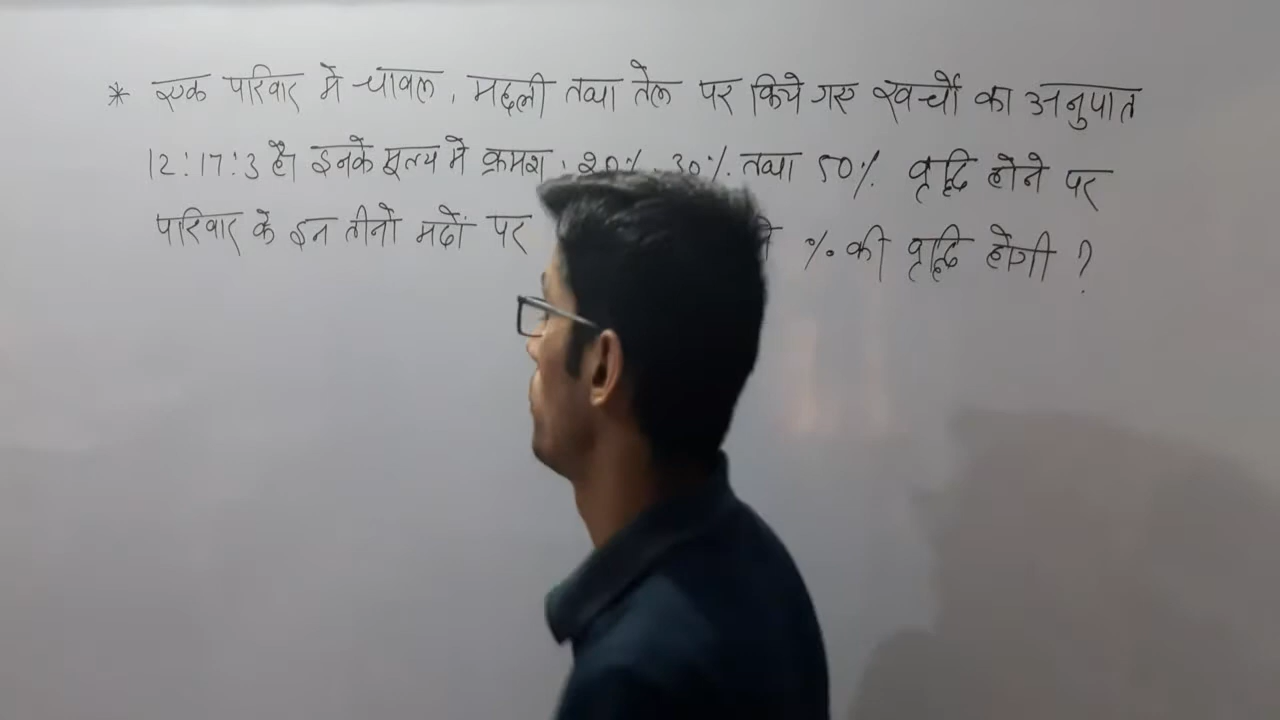 * एक परिवार में चावल, मछली तथा तेल पर किये गए खर्चों का अनुपात
12:17:3 है। इनके मूल्य में क्रमश: 20%, 30% तथा 50% वृद्धि होने पर
परिवार के इन तीनो मदों पर % की वृद्धि होगी ?